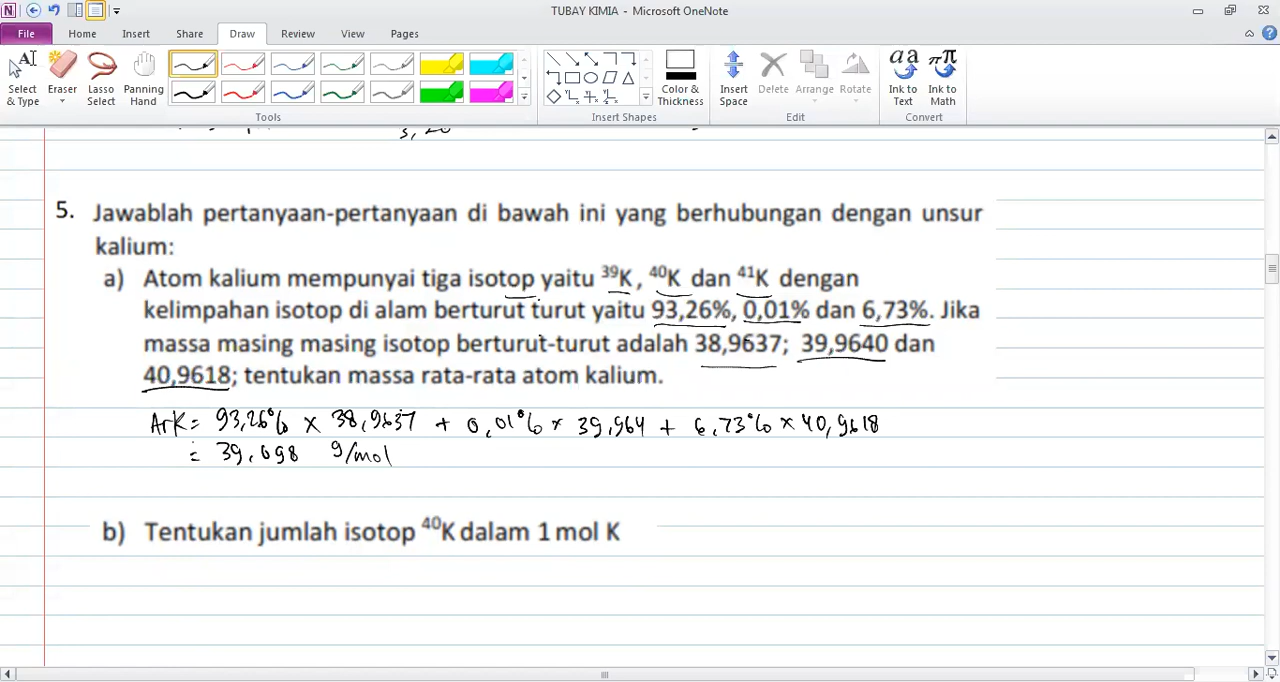 TUBAY KIMIA - Microsoft OneNote
File Home Insert Share Draw Review View Pages
Select & Type Eraser Lasso Select Panning Hand Color & Thickness Insert Space Delete Arrange Rotate Ink to Text Ink to Math
Tools Insert Shapes Edit Convert
5. Jawablah pertanyaan-pertanyaan di bawah ini yang berhubungan dengan unsur
kalium:
a) Atom kalium mempunyai tiga isotop yaitu ³⁹K, ⁴⁰K dan ⁴¹K dengan
kelimpahan isotop di alam berturut turut yaitu 93,26%, 0,01% dan 6,73%. Jika
massa masing masing isotop berturut-turut adalah 38,9637; 39,9640 dan
40,9618; tentukan massa rata-rata atom kalium.
Ar K = 93,26% x 38,9637 + 0,01% x 39,964 + 6,73% x 40,9618
= 39,098 g/mol
b) Tentukan jumlah isotop ⁴⁰K dalam 1 mol K